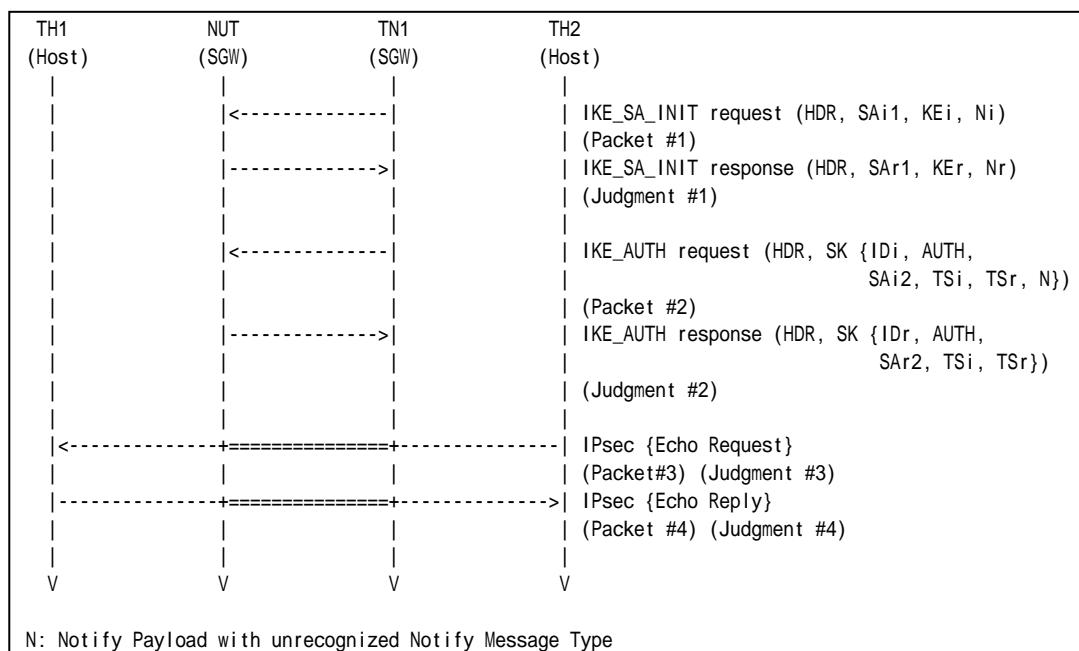 TH1 NUT TN1 TH2
(Host) (SGW) (SGW) (Host)
| | | |
| |<--------------| | IKE_SA_INIT request (HDR, SAi1, KEi, Ni)
| | | | (Packet #1)
| |-------------->| | IKE_SA_INIT response (HDR, SAr1, KEr, Nr)
| | | | (Judgment #1)
| | | |
| |<--------------| | IKE_AUTH request (HDR, SK {IDi, AUTH,
| | | | SAi2, TSi, TSr, N})
| | | | (Packet #2)
| |-------------->| | IKE_AUTH response (HDR, SK {IDr, AUTH,
| | | | SAr2, TSi, TSr})
| | | | (Judgment #2)
| | | |
|<--------------+===============+--------------| IPsec {Echo Request}
| | | | (Packet#3) (Judgment #3)
|---------------+===============+------------->| IPsec {Echo Reply}
| | | | (Packet #4) (Judgment #4)
| | | |
V V V V
N: Notify Payload with unrecognized Notify Message Type